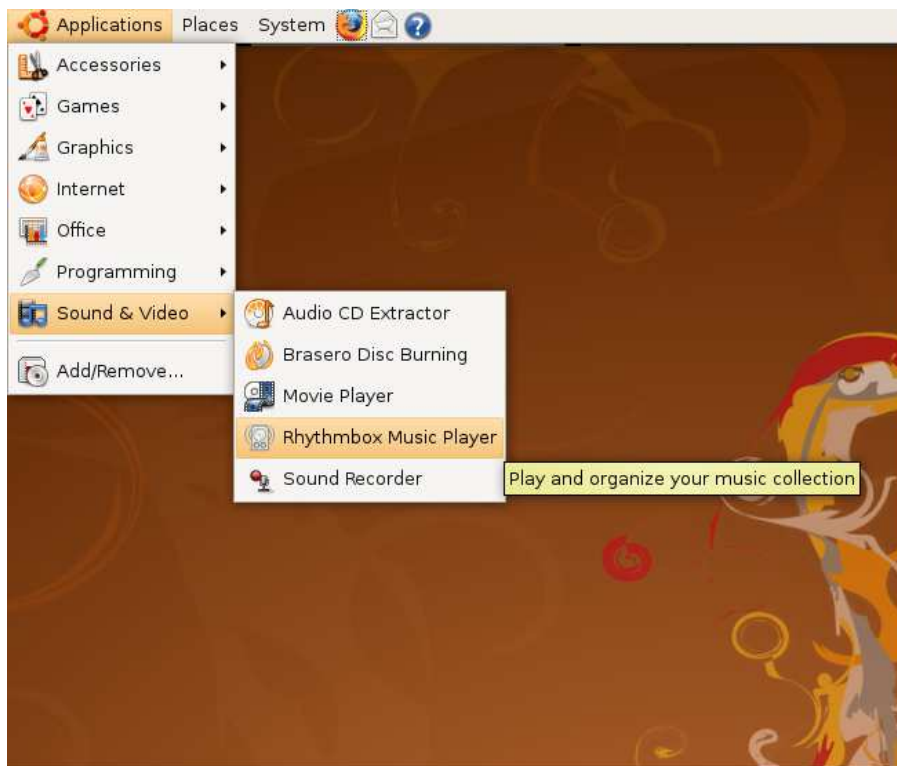 Applications Places System
Accessories
Games
Graphics
Internet
Office
Programming
Sound & Video
Add/Remove...
Audio CD Extractor
Brasero Disc Burning
Movie Player
Rhythmbox Music Player
Sound Recorder
Play and organize your music collection